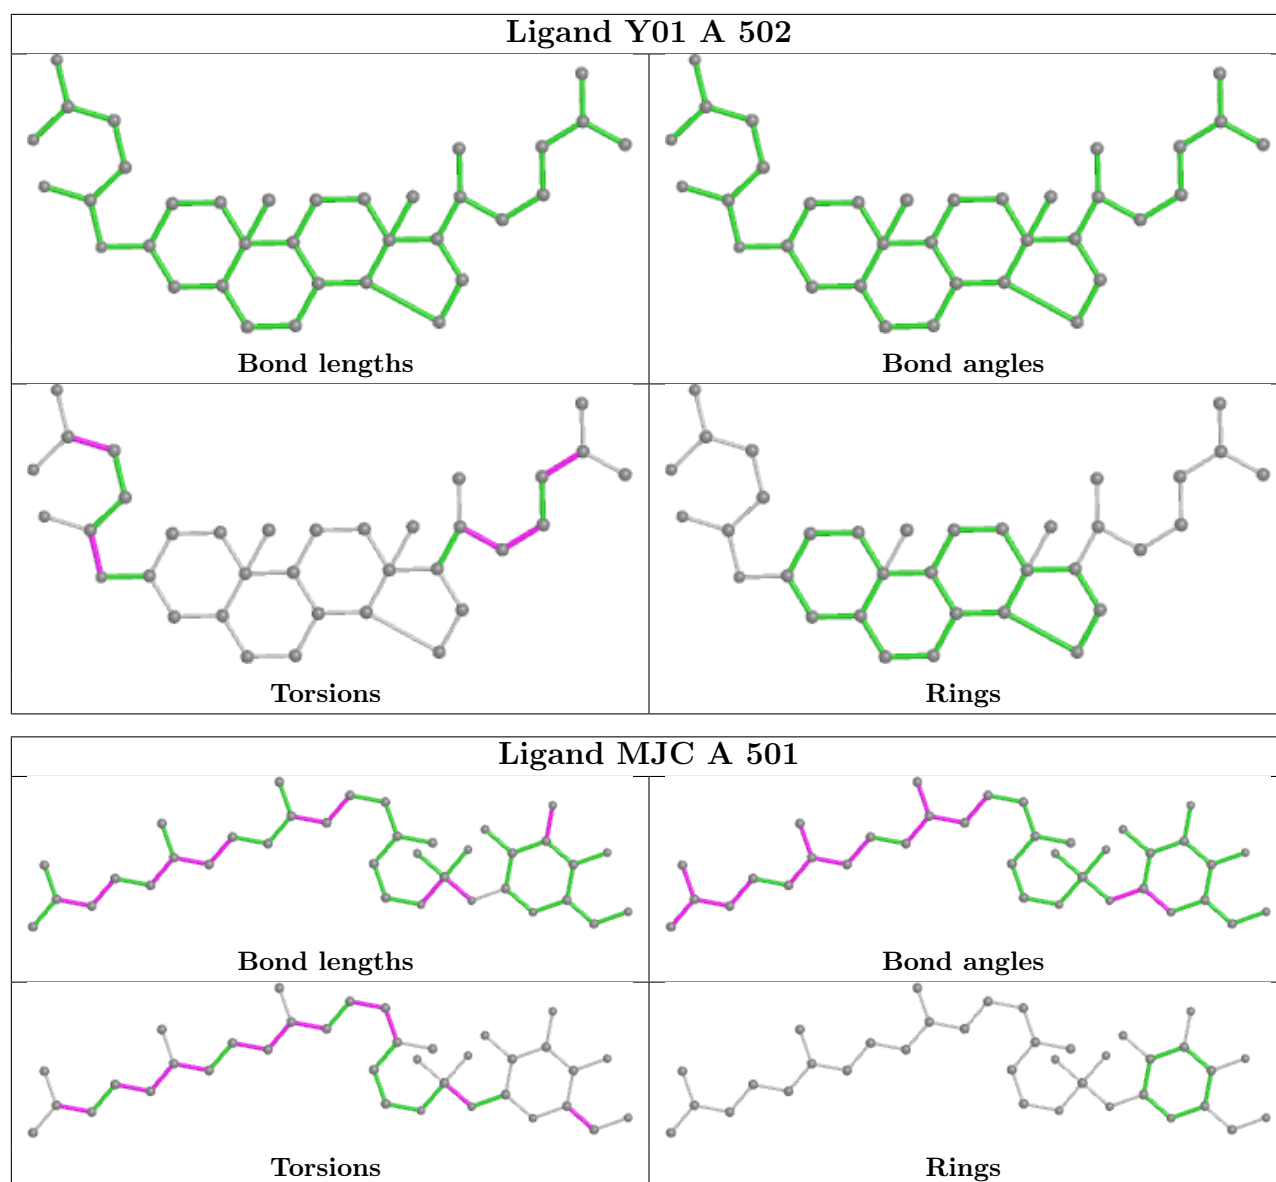 Ligand Y01 A 502
Bond lengths
Bond angles
Torsions
Rings
Ligand MJC A 501
Bond lengths
Bond angles
Torsions
Rings